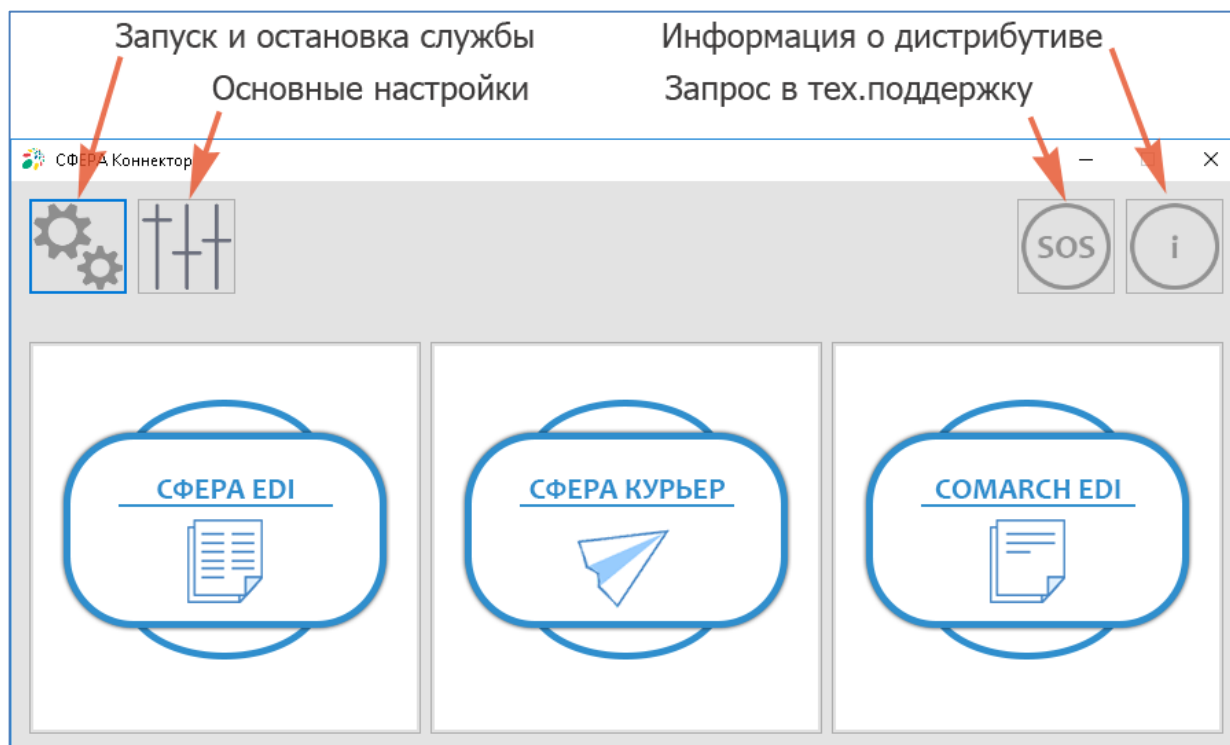 Запуск и остановка службы
Информация о дистрибутиве
Основные настройки
Запрос в тех.поддержку
СФЕРА Коннектор
SOS
i
СФЕРА EDI
СФЕРА КУРЬЕР
COMARCH EDI